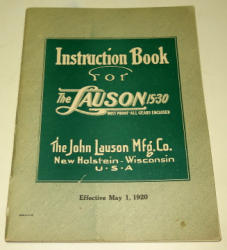 Instruction Book
for
The LAUSON 15-30
DUST PROOF - ALL GEARS ENCLOSED
The John Lauson Mfg. Co.
New Holstein - Wisconsin
U • S • A
Effective May 1, 1920